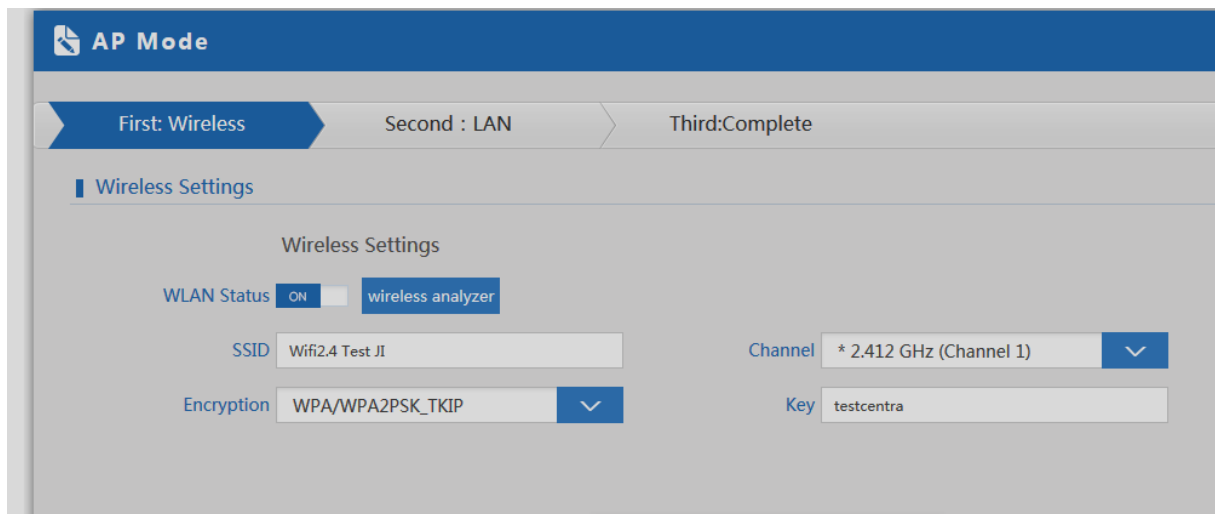 AP Mode
First: Wireless Second : LAN Third:Complete
Wireless Settings
Wireless Settings
WLAN Status ON wireless analyzer
SSID Wifi2.4 Test JI Channel * 2.412 GHz (Channel 1)
Encryption WPA/WPA2PSK_TKIP Key testcentra